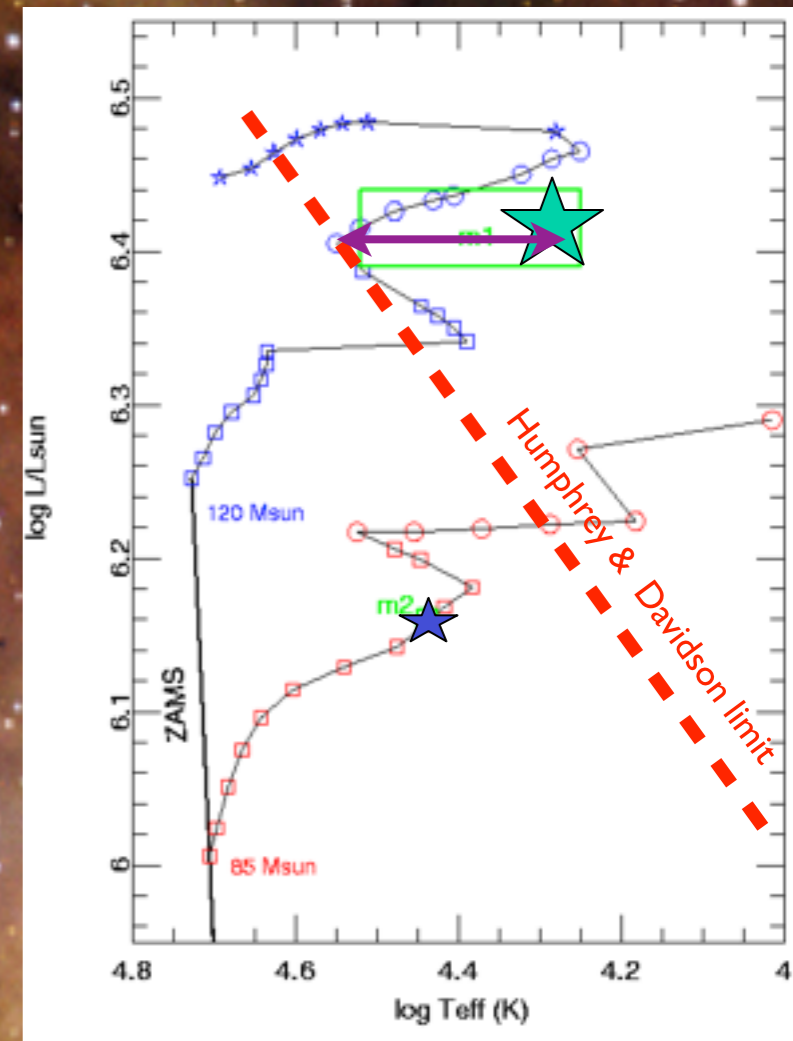 6.5
6.4
6.3
6.2
6.1
6
log L/Lsun
m1
Humphrey & Davidson limit
120 Msun
m2
ZAMS
85 Msun
4.8
4.6
4.4
4.2
4
log Teff (K)